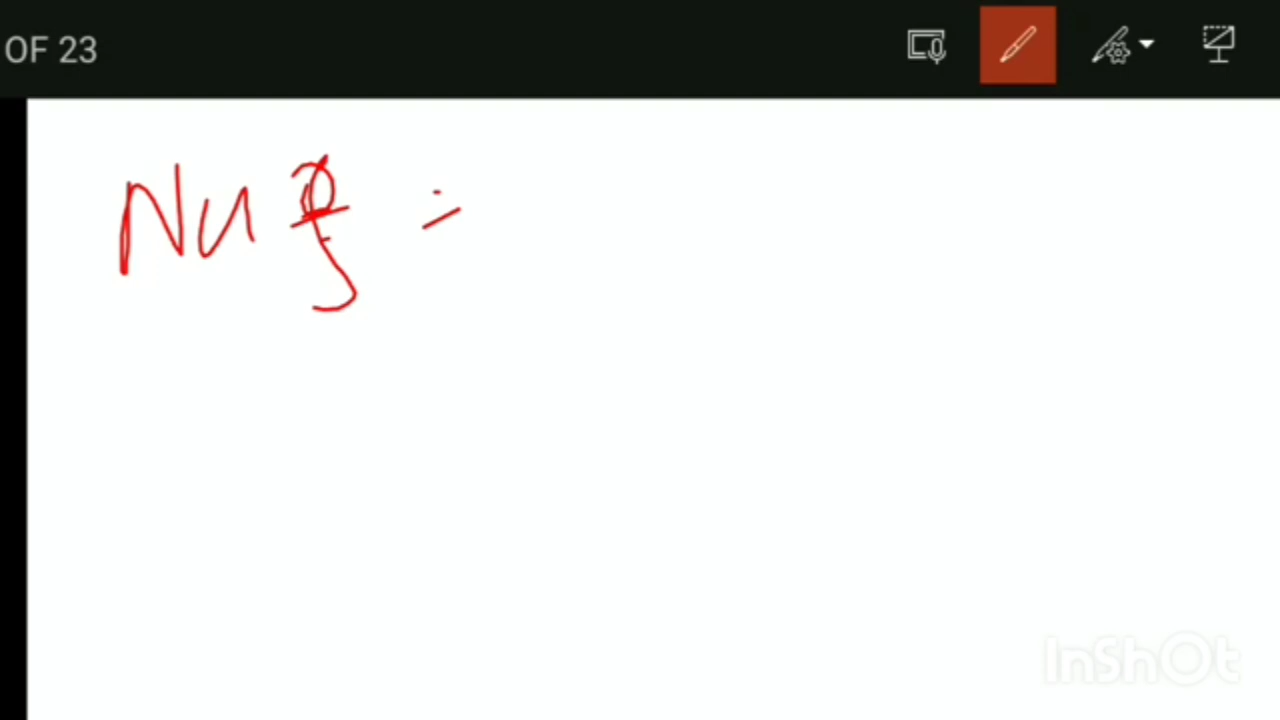 OF 23
Nu =
InShOt